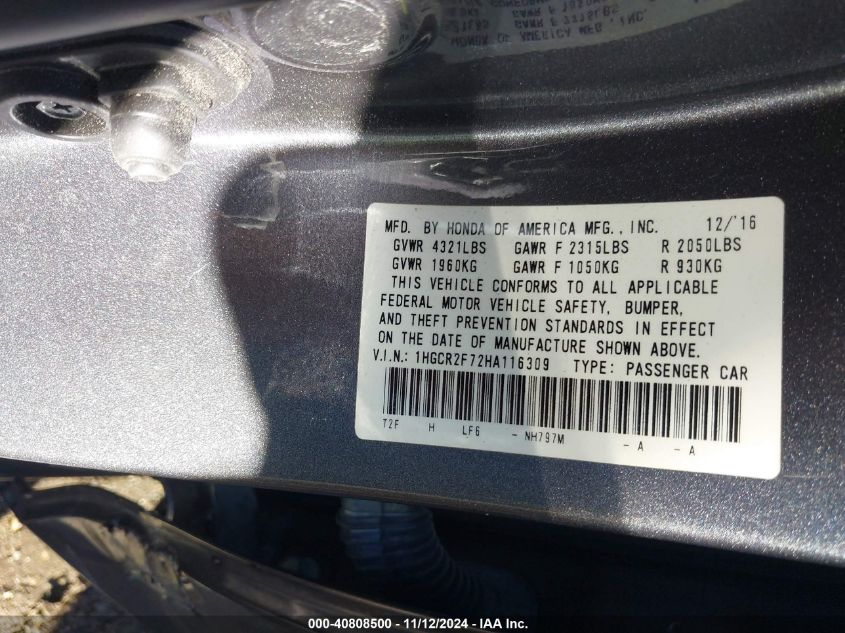 MFD. BY HONDA OF AMERICA MFG., INC. 12/'16
GVWR 4321LBS GAWR F 2315LBS R 2050LBS
GVWR 1960KG GAWR F 1050KG R 930KG
THIS VEHICLE CONFORMS TO ALL APPLICABLE
FEDERAL MOTOR VEHICLE SAFETY, BUMPER,
AND THEFT PREVENTION STANDARDS IN EFFECT
ON THE DATE OF MANUFACTURE SHOWN ABOVE.
V.I.N.: 1HGCR2F72HA116309 TYPE: PASSENGER CAR
T2F H LF6 - NH797M - A - A
000-40808500 - 11/12/2024 - IAA Inc.